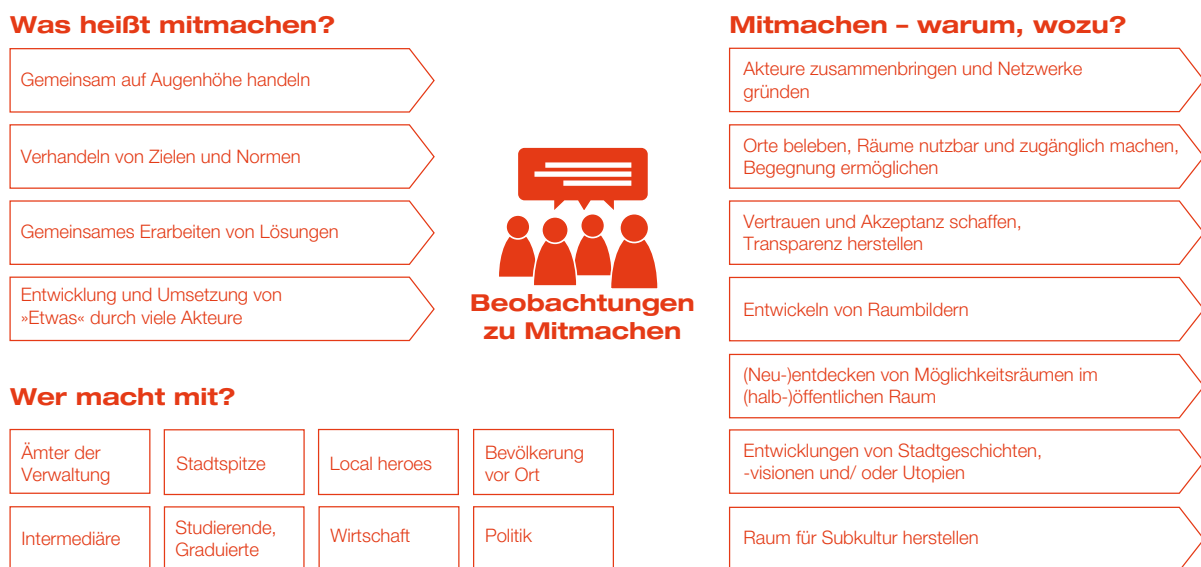 Was heißt mitmachen?
Gemeinsam auf Augenhöhe handeln
Verhandeln von Zielen und Normen
Gemeinsames Erarbeiten von Lösungen
Entwicklung und Umsetzung von
»Etwas« durch viele Akteure
Beobachtungen
zu Mitmachen
Wer macht mit?
Ämter der
Verwaltung
Stadtspitze
Local heroes
Bevölkerung
vor Ort
Intermediäre
Studierende,
Graduierte
Wirtschaft
Politik
Mitmachen – warum, wozu?
Akteure zusammenbringen und Netzwerke
gründen
Orte beleben, Räume nutzbar und zugänglich machen,
Begegnung ermöglichen
Vertrauen und Akzeptanz schaffen,
Transparenz herstellen
Entwickeln von Raumbildern
(Neu-)entdecken von Möglichkeitsräumen im
(halb-)öffentlichen Raum
Entwicklungen von Stadtgeschichten,
-visionen und/ oder Utopien
Raum für Subkultur herstellen